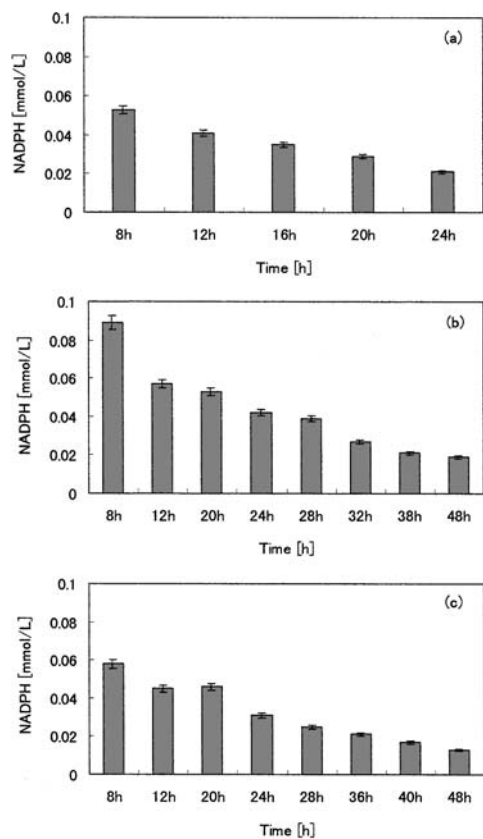 (a)
NADPH [mmol/L]
0.1
0.08
0.06
0.04
0.02
0
8h 12h 16h 20h 24h
Time [h]
(b)
NADPH [mmol/L]
0.1
0.08
0.06
0.04
0.02
0
8h 12h 20h 24h 28h 32h 38h 48h
Time [h]
(c)
NADPH [mmol/L]
0.1
0.08
0.06
0.04
0.02
0
8h 12h 20h 24h 28h 36h 40h 48h
Time [h]